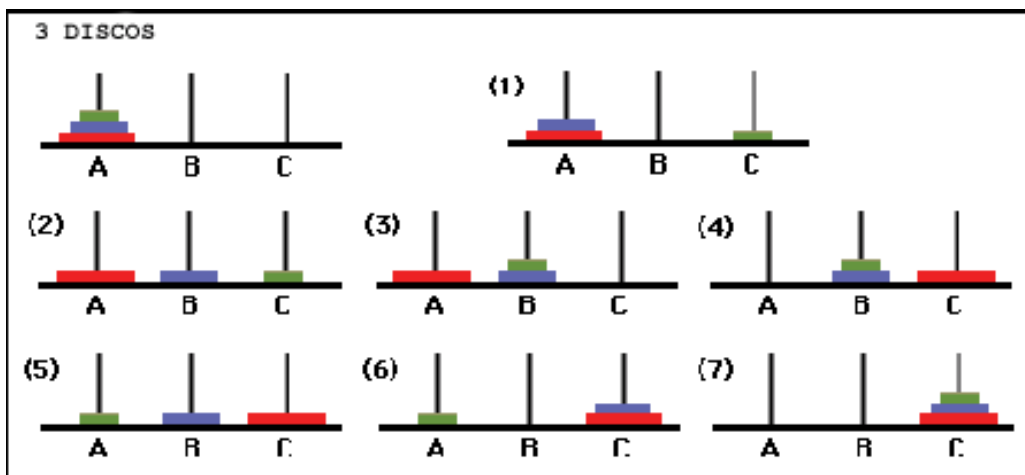 3 DISCOS
A B C
(1)
A B C
(2)
A B C
(3)
A B C
(4)
A B C
(5)
A B C
(6)
A B C
(7)
A B C